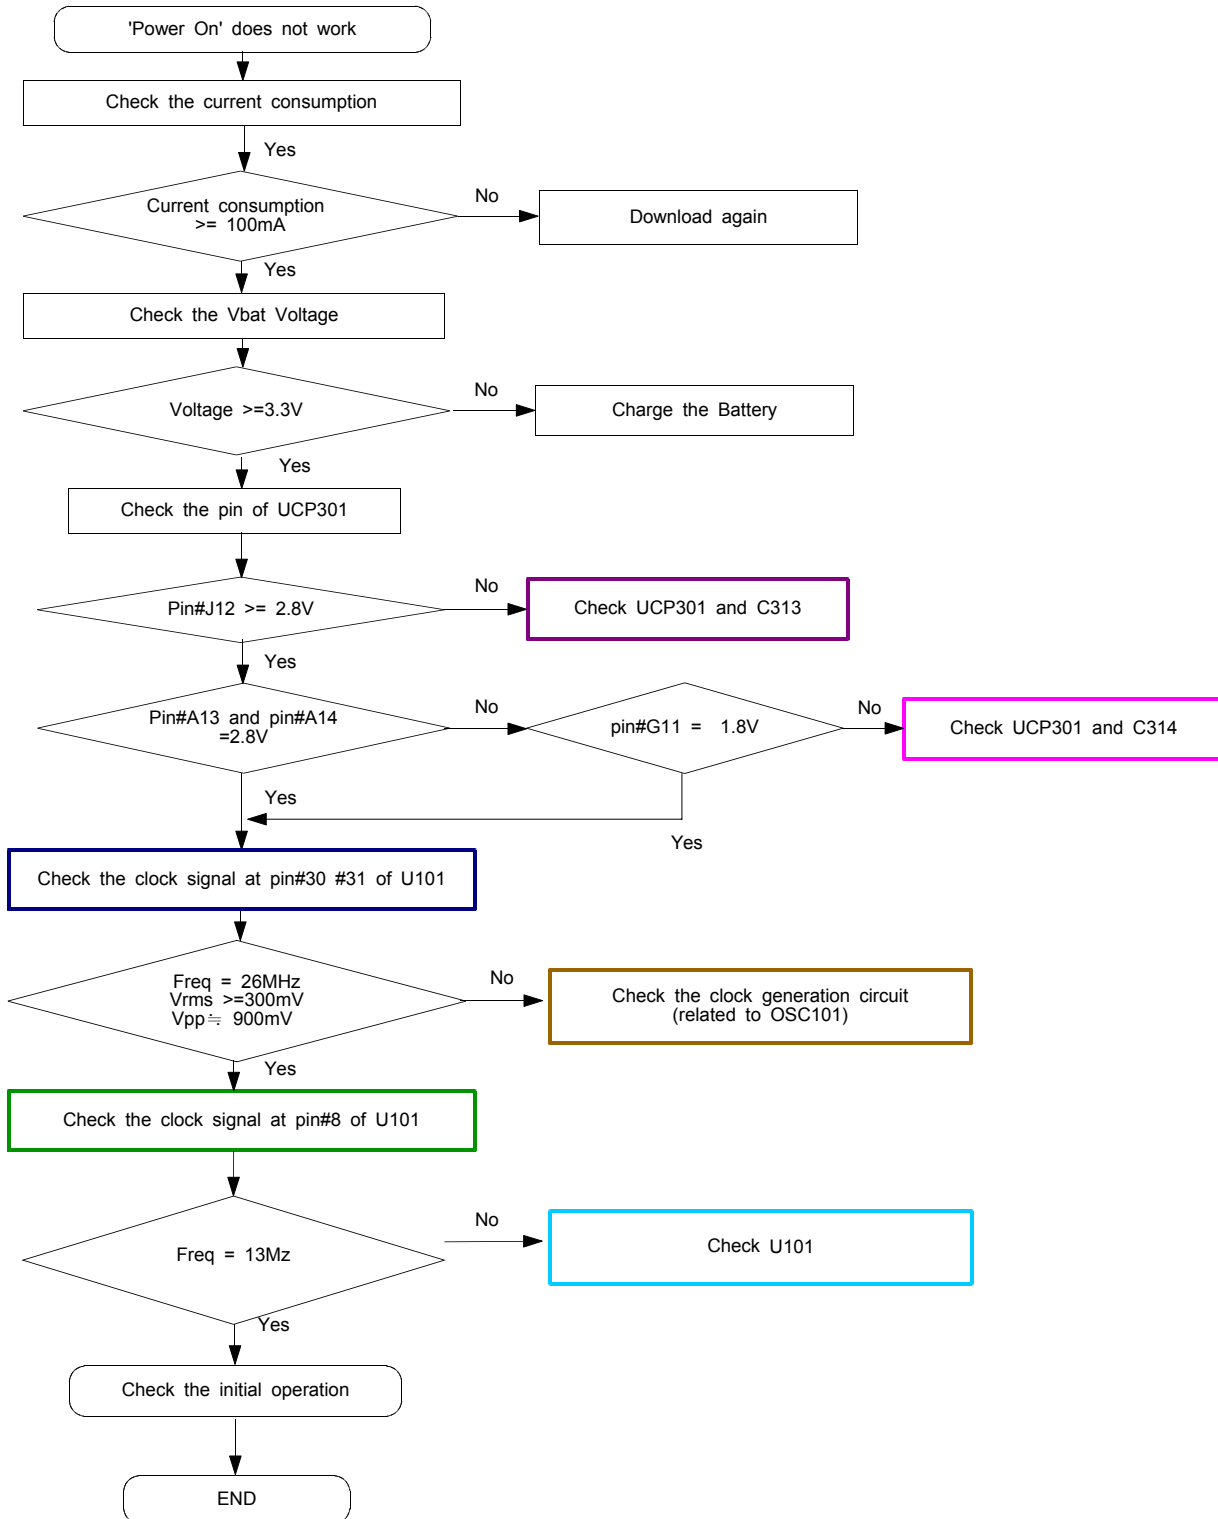 'Power On' does not work
Check the current consumption
Yes
Current consumption
>= 100mA
No
Download again
Yes
Check the Vbat Voltage
Voltage >=3.3V
No
Charge the Battery
Yes
Check the pin of UCP301
Pin#J12 >= 2.8V
No
Check UCP301 and C313
Yes
Pin#A13 and pin#A14
=2.8V
No
pin#G11 = 1.8V
No
Check UCP301 and C314
Yes
Yes
Check the clock signal at pin#30 #31 of U101
Freq = 26MHz
Vrms >=300mV
Vpp≒ 900mV
No
Check the clock generation circuit
(related to OSC101)
Yes
Check the clock signal at pin#8 of U101
Freq = 13Mz
No
Check U101
Yes
Check the initial operation
END